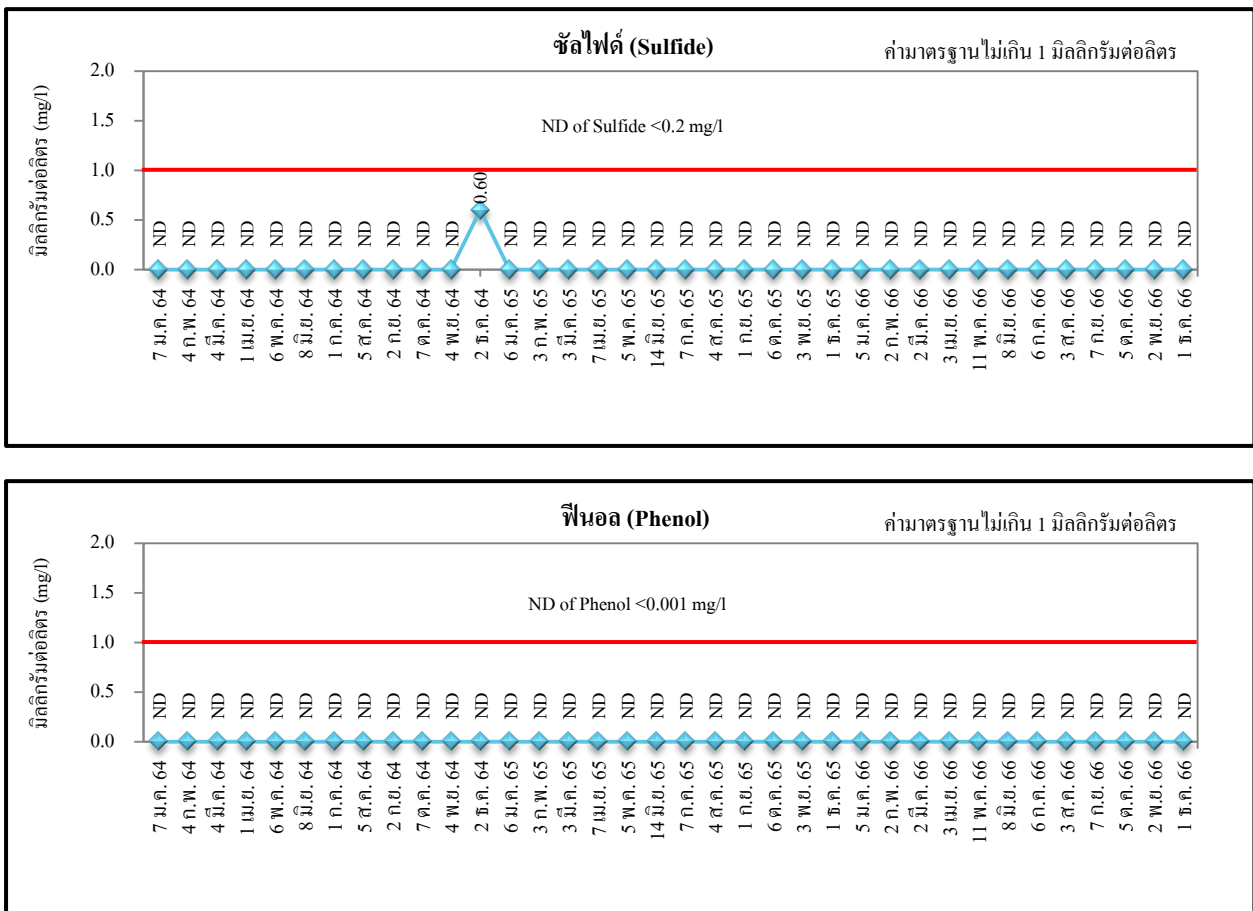 ซัลไฟด์ (Sulfide)
ค่ามาตรฐานไม่เกิน 1 มิลลิกรัมต่อลิตร
มิลลิกรัมต่อลิตร (mg/l)
2.0
1.5
1.0
0.5
0.0
ND of Sulfide <0.2 mg/l
ND ND ND ND ND ND ND ND ND ND ND 0.60 ND ND ND ND ND ND ND ND ND ND ND ND ND ND ND ND ND ND ND ND ND ND ND ND
7 ม.ค. 64
4 ก.พ. 64
4 มี.ค. 64
1 เม.ย. 64
6 พ.ค. 64
8 มิ.ย. 64
1 ก.ค. 64
5 ส.ค. 64
2 ก.ย. 64
7 ต.ค. 64
4 พ.ย. 64
2 ธ.ค. 64
6 ม.ค. 65
3 ก.พ. 65
3 มี.ค. 65
7 เม.ย. 65
5 พ.ค. 65
14 มิ.ย. 65
7 ก.ค. 65
4 ส.ค. 65
1 ก.ย. 65
6 ต.ค. 65
3 พ.ย. 65
1 ธ.ค. 65
5 ม.ค. 66
2 ก.พ. 66
2 มี.ค. 66
3 เม.ย. 66
11 พ.ค. 66
8 มิ.ย. 66
6 ก.ค. 66
3 ส.ค. 66
7 ก.ย. 66
5 ต.ค. 66
2 พ.ย. 66
1 ธ.ค. 66
ฟีนอล (Phenol)
ค่ามาตรฐานไม่เกิน 1 มิลลิกรัมต่อลิตร
มิลลิกรัมต่อลิตร (mg/l)
2.0
1.5
1.0
0.5
0.0
ND of Phenol <0.001 mg/l
ND ND ND ND ND ND ND ND ND ND ND ND ND ND ND ND ND ND ND ND ND ND ND ND ND ND ND ND ND ND ND ND ND ND ND ND
7 ม.ค. 64
4 ก.พ. 64
4 มี.ค. 64
1 เม.ย. 64
6 พ.ค. 64
8 มิ.ย. 64
1 ก.ค. 64
5 ส.ค. 64
2 ก.ย. 64
7 ต.ค. 64
4 พ.ย. 64
2 ธ.ค. 64
6 ม.ค. 65
3 ก.พ. 65
3 มี.ค. 65
7 เม.ย. 65
5 พ.ค. 65
14 มิ.ย. 65
7 ก.ค. 65
4 ส.ค. 65
1 ก.ย. 65
6 ต.ค. 65
3 พ.ย. 65
1 ธ.ค. 65
5 ม.ค. 66
2 ก.พ. 66
2 มี.ค. 66
3 เม.ย. 66
11 พ.ค. 66
8 มิ.ย. 66
6 ก.ค. 66
3 ส.ค. 66
7 ก.ย. 66
5 ต.ค. 66
2 พ.ย. 66
1 ธ.ค. 66